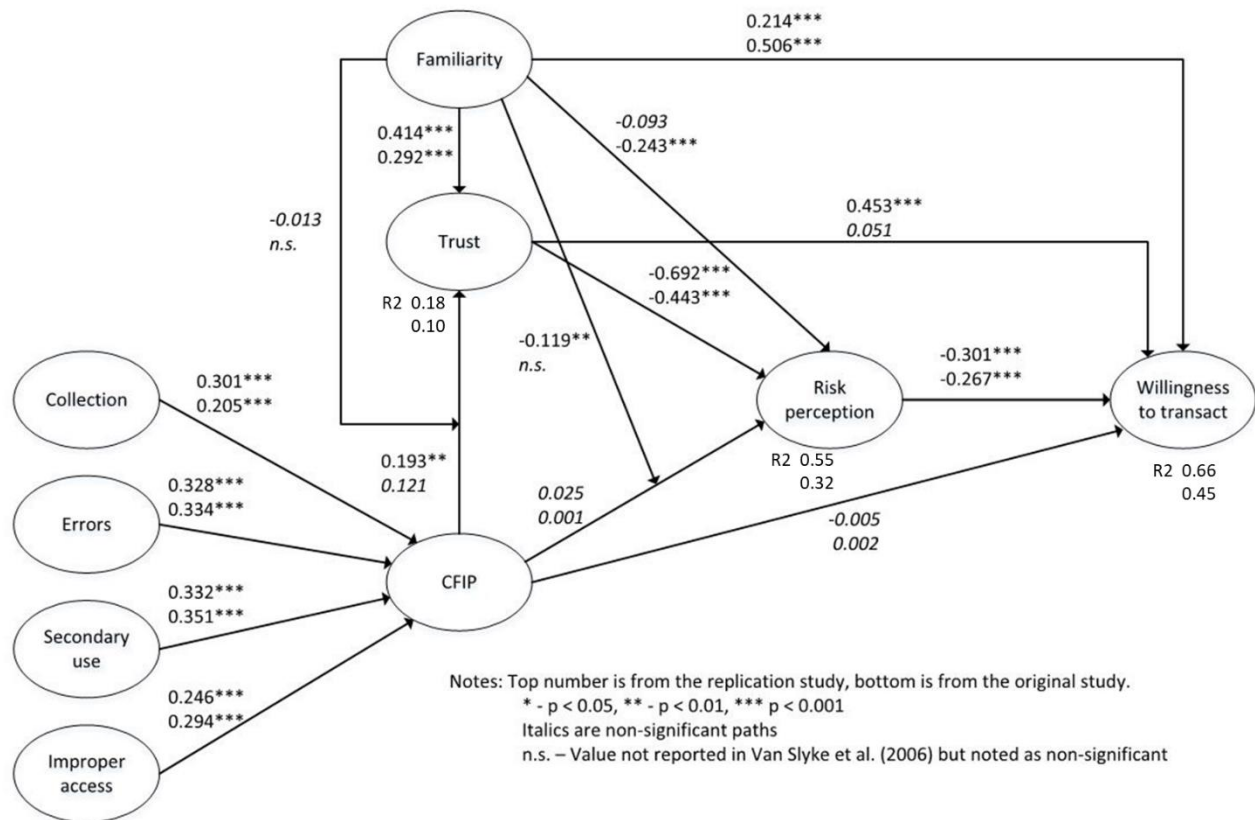 0.214***
0.506***
Familiarity
-0.093
-0.243***
0.414***
0.292***
-0.013
n.s.
Trust
0.453***
0.051
-0.692***
-0.443***
R2 0.18
0.10
-0.119**
n.s.
Collection
0.301***
0.205***
Risk
perception
-0.301***
-0.267***
Willingness
to transact
R2 0.55
0.32
R2 0.66
0.45
0.193**
0.121
0.328***
0.334***
Errors
0.025
0.001
-0.005
0.002
CFIP
0.332***
0.351***
Secondary
use
0.246***
0.294***
Improper
access
Notes: Top number is from the replication study, bottom is from the original study.
* - p < 0.05, ** - p < 0.01, *** p < 0.001
Italics are non-significant paths
n.s. – Value not reported in Van Slyke et al. (2006) but noted as non-significant